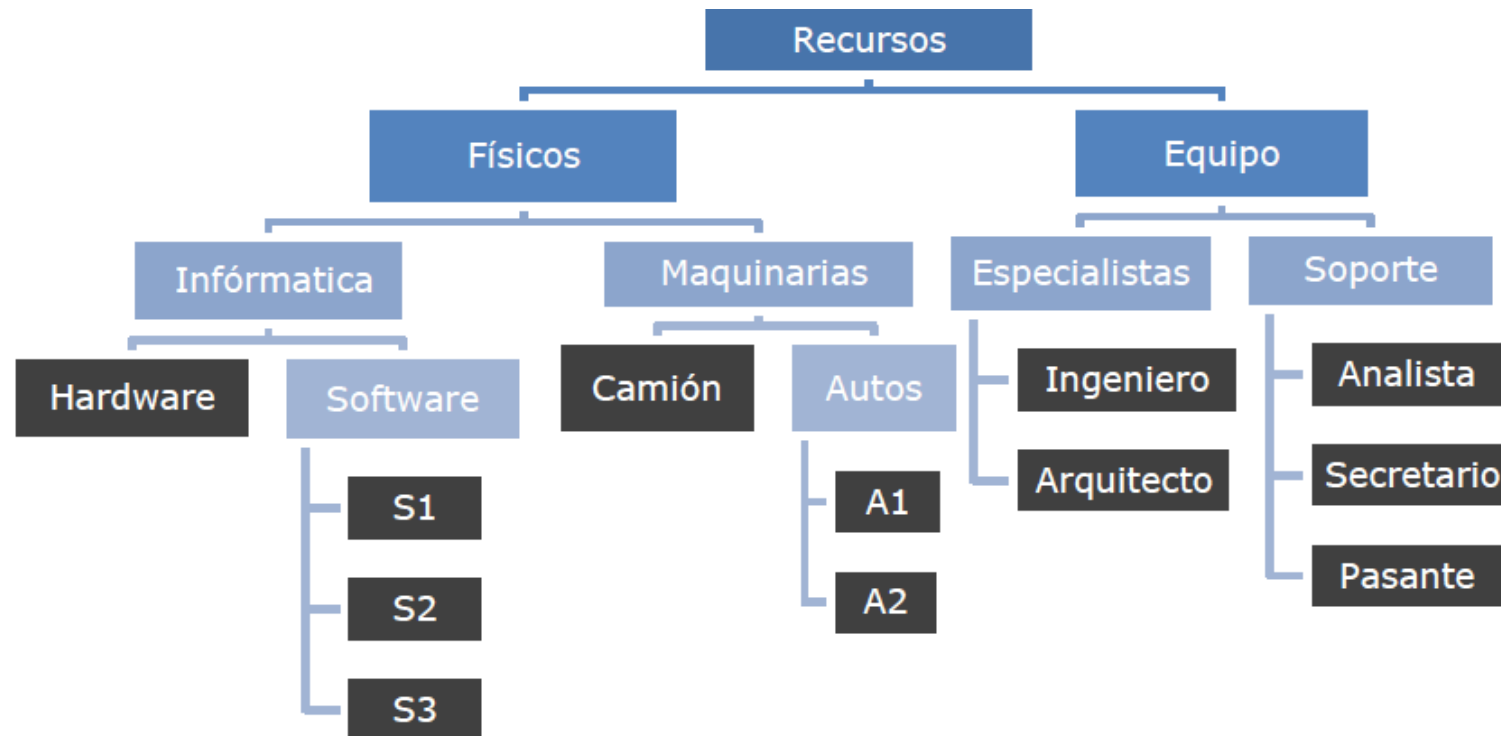 Recursos
Físicos
Equipo
Infórmatica
Maquinarias
Especialistas
Soporte
Hardware
Software
Camión
Autos
Ingeniero
Analista
Arquitecto
Secretario
S1
A1
Pasante
S2
A2
S3